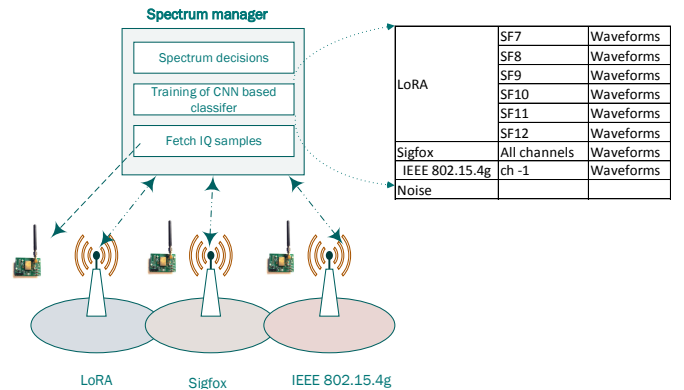 Spectrum manager
Spectrum decisions
Training of CNN based
classifer
Fetch IQ samples
LoRA
SF7 Waveforms
SF8 Waveforms
SF9 Waveforms
SF10 Waveforms
SF11 Waveforms
SF12 Waveforms
Sigfox All channels Waveforms
IEEE 802.15.4g ch -1 Waveforms
Noise
LoRA
Sigfox
IEEE 802.15.4g